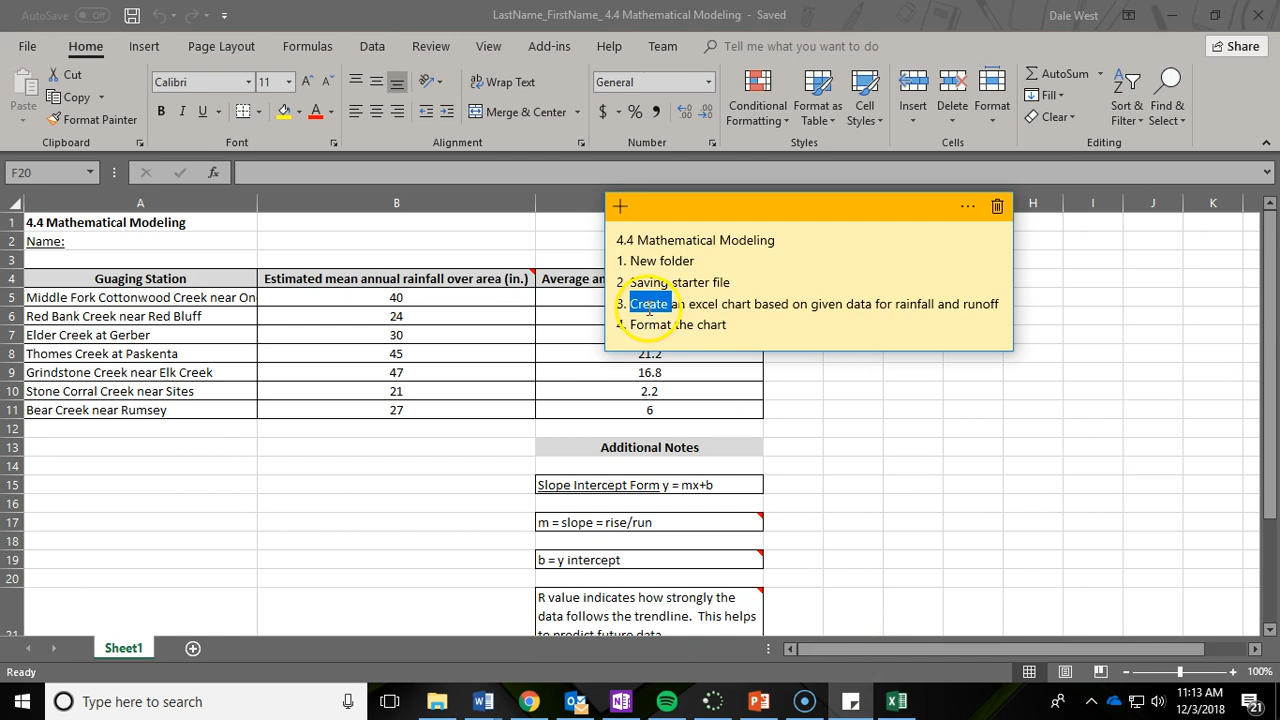 AutoSave Off
LastName_FirstName_ 4.4 Mathematical Modeling - Saved
Dale West
File Home Insert Page Layout Formulas Data Review View Add-ins Help Team Tell me what you want to do Share
Paste
Cut
Copy
Format Painter
Clipboard
Calibri 11
B I U
Font
Wrap Text
Merge & Center
Alignment
General
$ % ,
Number
Conditional Formatting
Format as Table
Cell Styles
Styles
Insert Delete Format
Cells
AutoSum
Fill
Clear
Sort & Filter
Find & Select
Editing
F20
fx
A B H I J K
1 4.4 Mathematical Modeling
2 Name:
3
4 Guaging Station Estimated mean annual rainfall over area (in.) Average an
5 Middle Fork Cottonwood Creek near On 40
6 Red Bank Creek near Red Bluff 24
7 Elder Creek at Gerber 30
8 Thomes Creek at Paskenta 45 21.2
9 Grindstone Creek near Elk Creek 47 16.8
10 Stone Corral Creek near Sites 21 2.2
11 Bear Creek near Rumsey 27 6
12
13 Additional Notes
14
15 Slope Intercept Form y = mx+b
16
17 m = slope = rise/run
18
19 b = y intercept
20
21 R value indicates how strongly the
data follows the trendline. This helps
to predict future data
4.4 Mathematical Modeling
1. New folder
2. Saving starter file
3. Create an excel chart based on given data for rainfall and runoff
4. Format the chart
Sheet1
Ready
100%
Type here to search
11:13 AM
12/3/2018
21